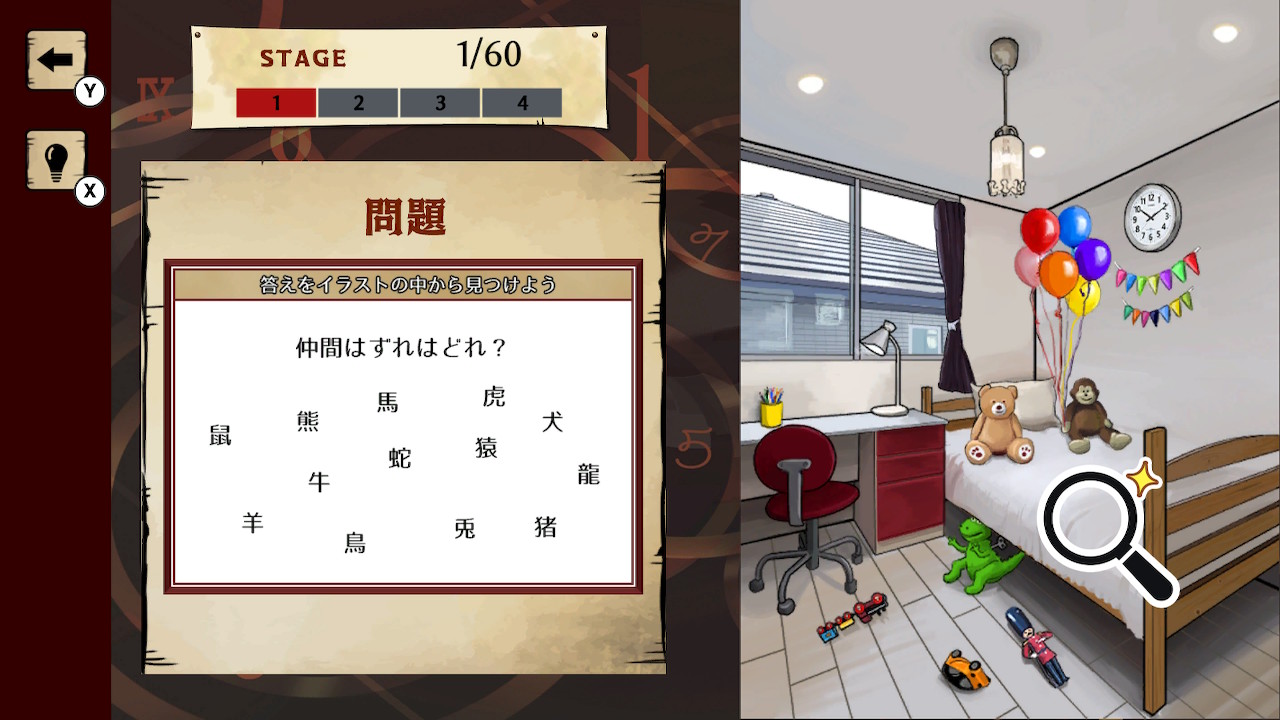 Y
X
STAGE 1/60
1 2 3 4
問題
答えをイラストの中から見つけよう
仲間はずれはどれ？
鼠 熊 馬 虎 犬
牛 蛇 猿 龍
羊 鳥 兎 猪